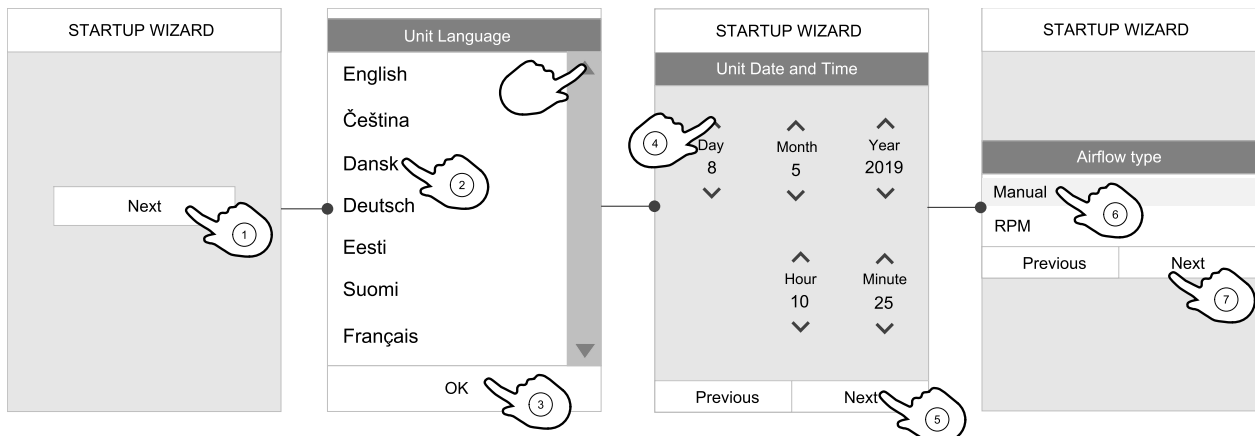 STARTUP WIZARD
Next
1
Unit Language
English
Čeština
Dansk
2
Deutsch
Eesti
Suomi
Français
OK
3
STARTUP WIZARD
Unit Date and Time
4
Day Month Year
8 5 2019
Hour Minute
10 25
Previous Next
5
STARTUP WIZARD
Airflow type
Manual
6
RPM
Previous Next
7